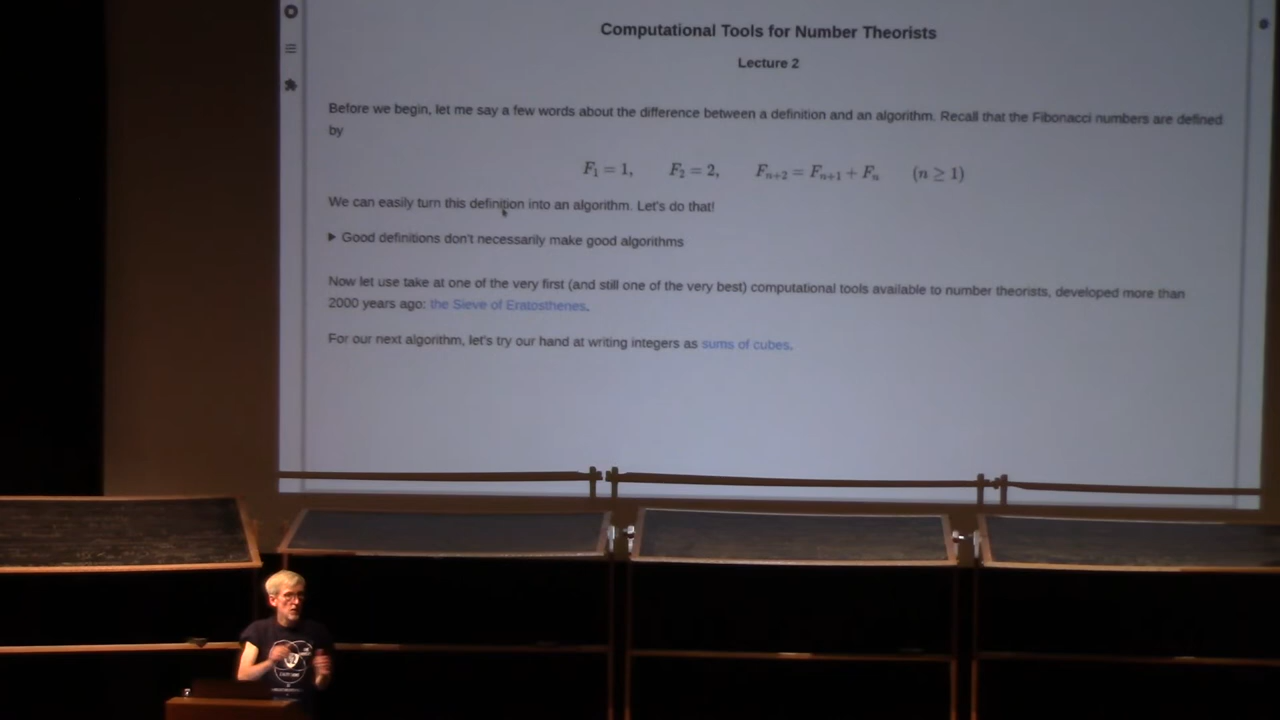 Computational Tools for Number Theorists
Lecture 2
Before we begin, let me say a few words about the difference between a definition and an algorithm. Recall that the Fibonacci numbers are defined
by
F₁ = 1, F₂ = 2, Fₙ₊₂ = Fₙ₊₁ + Fₙ (n ≥ 1)
We can easily turn this definition into an algorithm. Let's do that!
▶ Good definitions don't necessarily make good algorithms
Now let use take at one of the very first (and still one of the very best) computational tools available to number theorists, developed more than
2000 years ago: the Sieve of Eratosthenes.
For our next algorithm, let's try our hand at writing integers as sums of cubes.